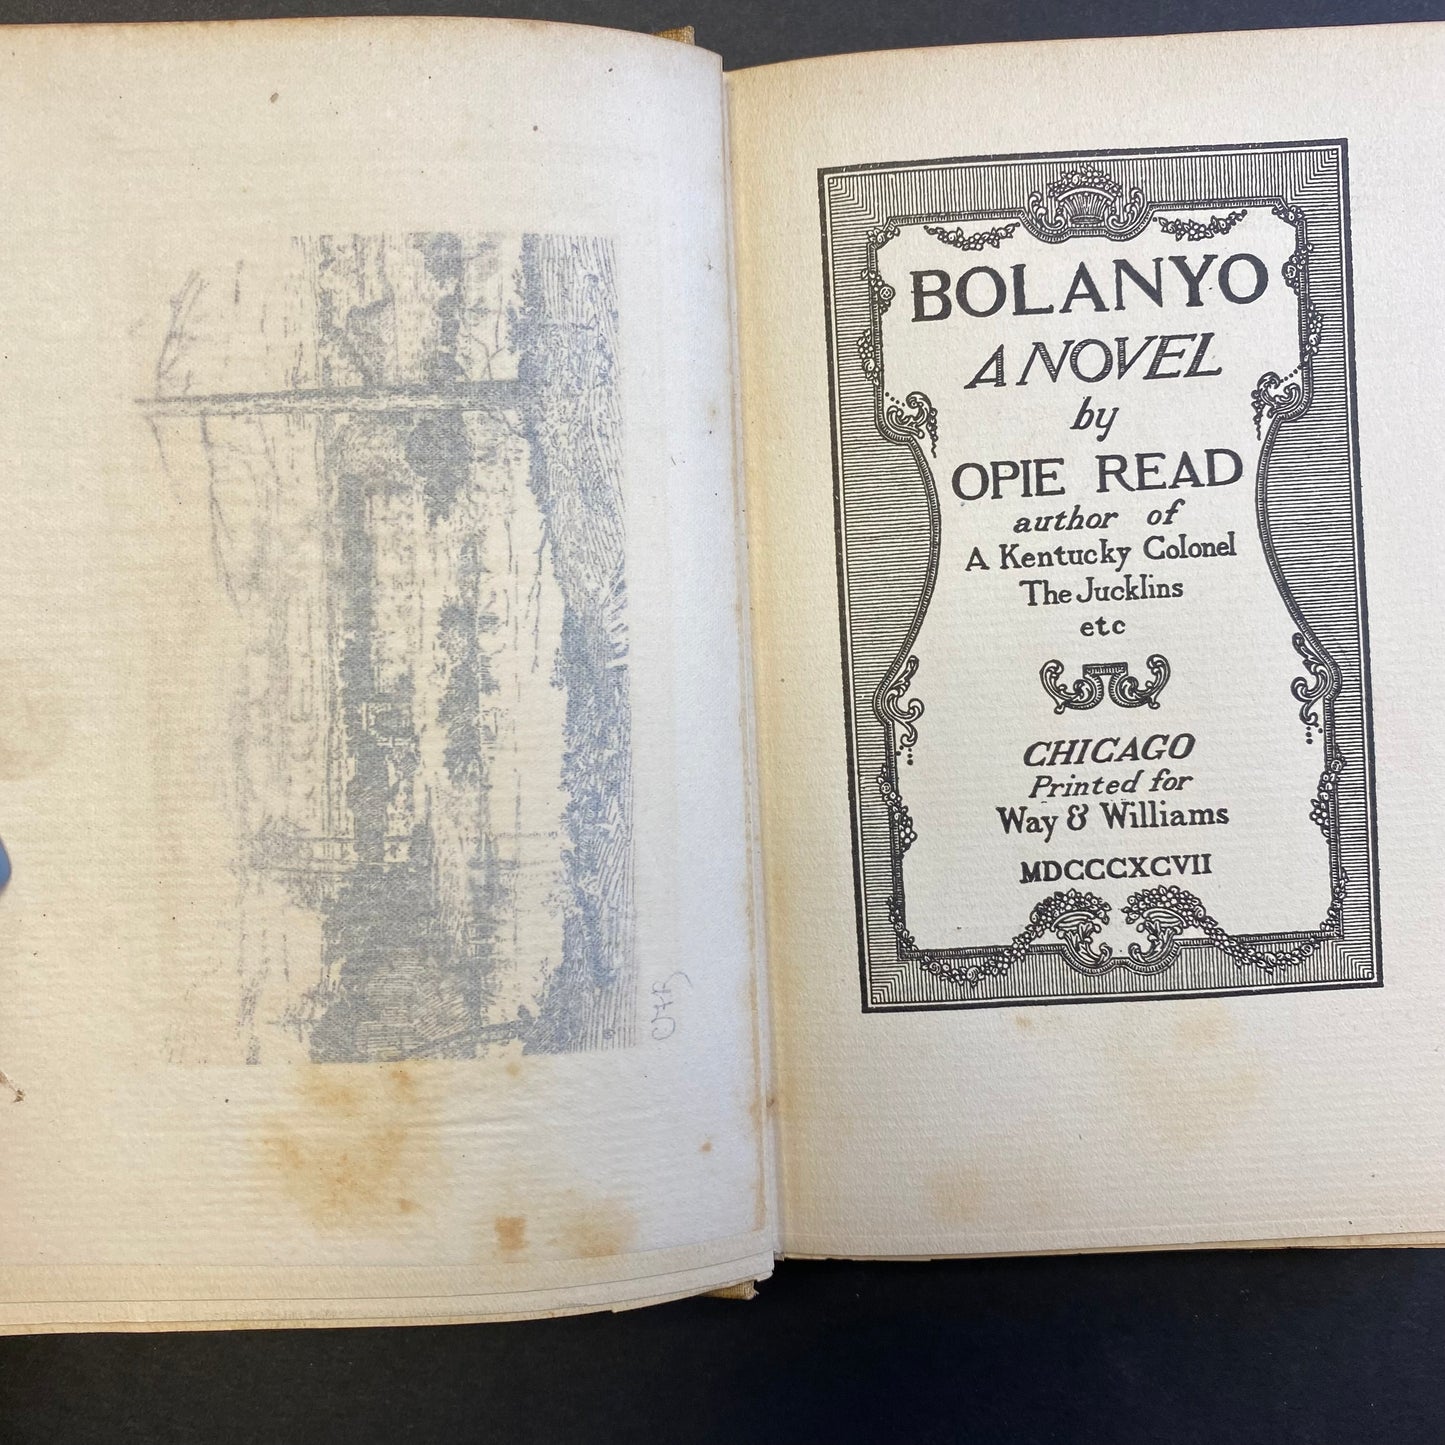 BOLANYO
A NOVEL
by
OPIE READ
author of
A Kentucky Colonel
The Jucklins
etc
CHICAGO
Printed for
Way & Williams
MDCCCXCVII